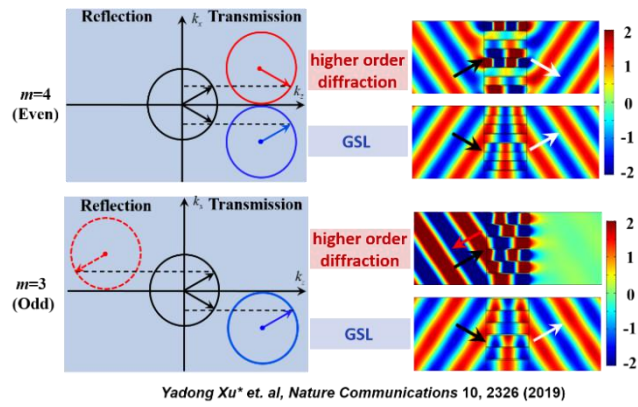 Reflection Transmission
kx
m=4
(Even)
kz
higher order
diffraction
GSL
2
1
0
-1
-2
Reflection Transmission
kx
m=3
(Odd)
higher order
diffraction
GSL
2
1
0
-1
-2
Yadong Xu* et. al, Nature Communications 10, 2326 (2019)